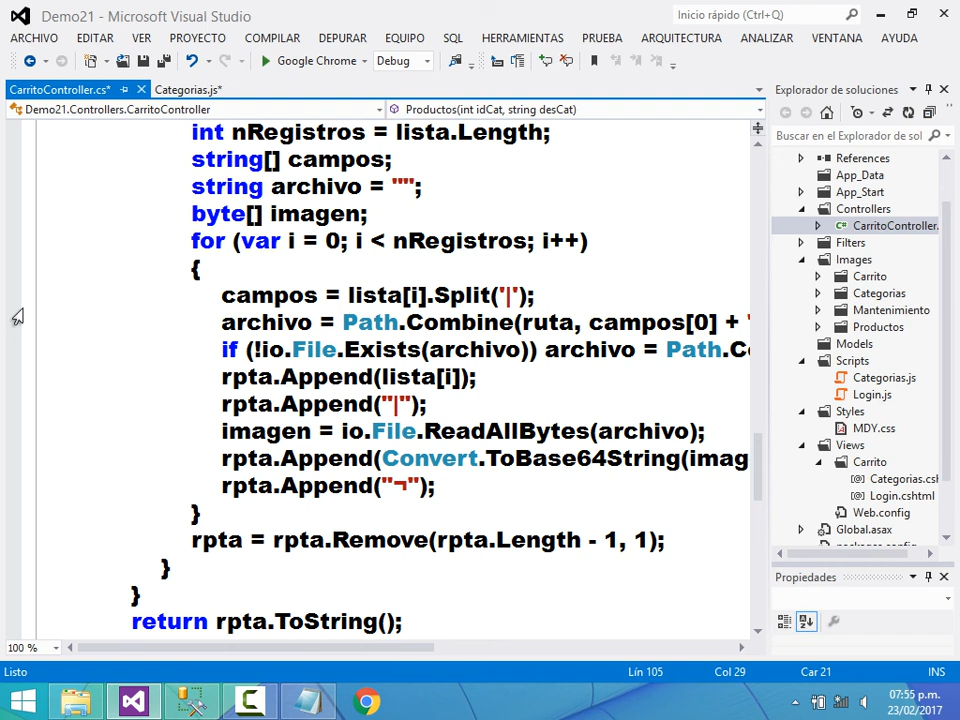 Demo21 - Microsoft Visual Studio
Inicio rápido (Ctrl+Q)
ARCHIVO EDITAR VER PROYECTO COMPILAR DEPURAR EQUIPO SQL HERRAMIENTAS PRUEBA ARQUITECTURA ANALIZAR VENTANA AYUDA
Google Chrome Debug
CarritoController.cs* Categorias.js*
Explorador de soluciones
Demo21.Controllers.CarritoController Productos(int idCat, string desCat)
Buscar en el Explorador de sol
int nRegistros = lista.Length;
string[] campos;
string archivo = "";
byte[] imagen;
for (var i = 0; i < nRegistros; i++)
{
campos = lista[i].Split('|');
archivo = Path.Combine(ruta, campos[0] + "
if (!io.File.Exists(archivo)) archivo = Path.Co
rpta.Append(lista[i]);
rpta.Append("|");
imagen = io.File.ReadAllBytes(archivo);
rpta.Append(Convert.ToBase64String(imag
rpta.Append("¬");
}
rpta = rpta.Remove(rpta.Length - 1, 1);
}
}
return rpta.ToString();
References
App_Data
App_Start
Controllers
C# CarritoController.
Filters
Images
Carrito
Categorias
Mantenimiento
Productos
Models
Scripts
Categorias.js
Login.js
Styles
MDY.css
Views
Carrito
Categorias.csh
Login.cshtml
Web.config
Global.asax
packages.config
Propiedades
100 %
Listo Lín 105 Col 29 Car 21 INS
07:55 p.m.
23/02/2017